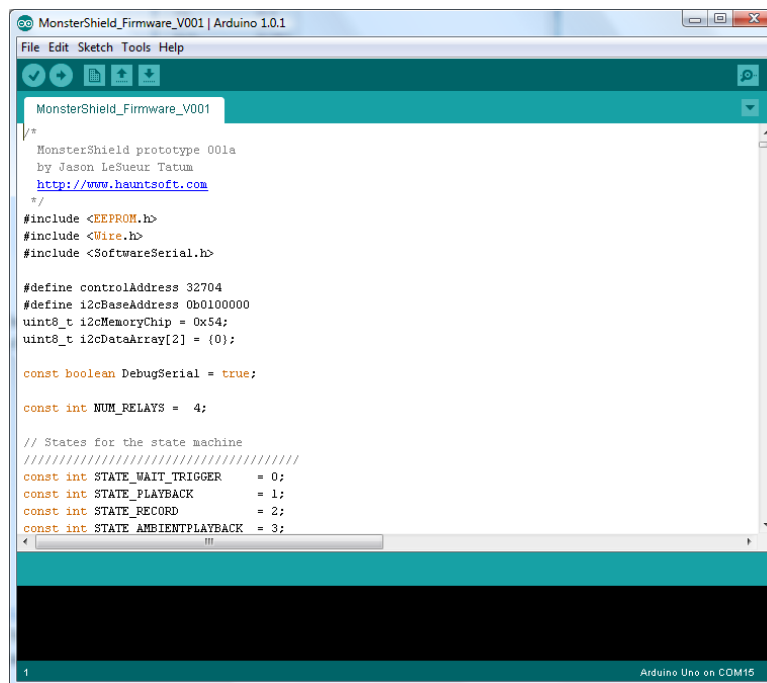 MonsterShield_Firmware_V001 | Arduino 1.0.1
File Edit Sketch Tools Help
MonsterShield_Firmware_V001
/*
  MonsterShield prototype 001a
  by Jason LeSueur Tatum
  http://www.hauntsoft.com
 */
#include <EEPROM.h>
#include <Wire.h>
#include <SoftwareSerial.h>

#define controlAddress 32704
#define i2cBaseAddress 0b0100000
uint8_t i2cMemoryChip = 0x54;
uint8_t i2cDataArray[2] = {0};

const boolean DebugSerial = true;

const int NUM_RELAYS =  4;

// States for the state machine
///////////////////////////////////////
const int STATE_WAIT_TRIGGER     = 0;
const int STATE_PLAYBACK         = 1;
const int STATE_RECORD           = 2;
const int STATE_AMBIENTPLAYBACK  = 3;
1
Arduino Uno on COM15